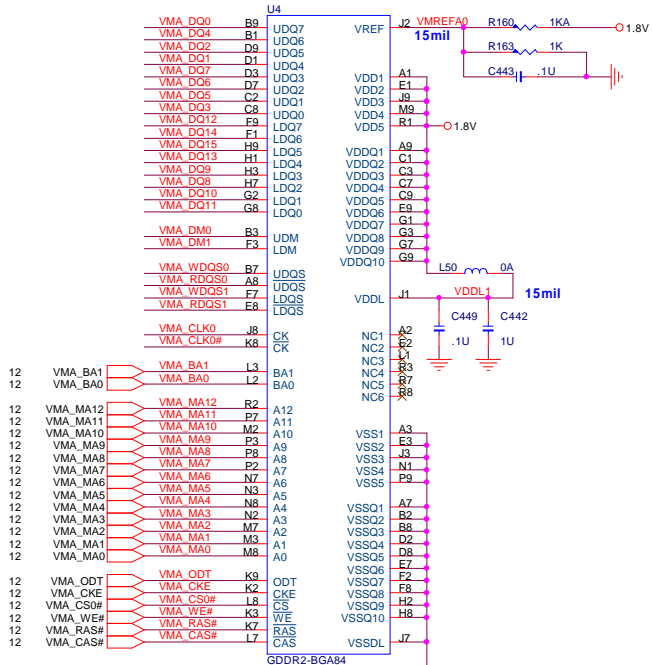 U4
VMA_DQ0 B9 UDQ7 VREF J2 VMREFA0 R160 1KA 1.8V
VMA_DQ4 B1 UDQ6 15mil
VMA_DQ2 D9 UDQ5 R163 1K
VMA_DQ1 D1 UDQ4
VMA_DQ7 D3 UDQ3 VDD1 A1 C443 .1U
VMA_DQ6 D7 UDQ2 VDD2 E1
VMA_DQ5 C2 UDQ1 VDD3 J9
VMA_DQ3 C8 UDQ0 VDD4 M9
VMA_DQ12 F9 LDQ7 VDD5 R1 1.8V
VMA_DQ14 F1 LDQ6
VMA_DQ15 H9 LDQ5 VDDQ1 A9
VMA_DQ13 H1 LDQ4 VDDQ2 C1
VMA_DQ9 H3 LDQ3 VDDQ3 C3
VMA_DQ8 H7 LDQ2 VDDQ4 C7
VMA_DQ10 G2 LDQ1 VDDQ5 C9
VMA_DQ11 G8 LDQ0 VDDQ6 E9
VDDQ7 G1
VMA_DM0 B3 UDM VDDQ8 G3
VMA_DM1 F3 LDM VDDQ9 G7
VDDQ10 G9
VMA_WDQS0 B7 UDQS L50 0A
VMA_RDQS0 A8 UDQS
VMA_WDQS1 F7 LDQS VDDL J1 VDDL1 15mil
VMA_RDQS1 E8 LDQS
C449 C442
VMA_CLK0 J8 CK NC1 A2
VMA_CLK0# K8 CK NC2 E2 .1U 1U
NC3 L1
12 VMA_BA1 VMA_BA1 L3 BA1 NC4 R3
12 VMA_BA0 VMA_BA0 L2 BA0 NC5 R7
NC6 R8
12 VMA_MA12 VMA_MA12 R2 A12
12 VMA_MA11 VMA_MA11 P7 A11
12 VMA_MA10 VMA_MA10 M2 A10 VSS1 A3
12 VMA_MA9 VMA_MA9 P3 A9 VSS2 E3
12 VMA_MA8 VMA_MA8 P8 A8 VSS3 J3
12 VMA_MA7 VMA_MA7 P2 A7 VSS4 N1
12 VMA_MA6 VMA_MA6 N7 A6 VSS5 P9
12 VMA_MA5 VMA_MA5 N3 A5
12 VMA_MA4 VMA_MA4 N8 A4 VSSQ1 A7
12 VMA_MA3 VMA_MA3 N2 A3 VSSQ2 B2
12 VMA_MA2 VMA_MA2 M7 A2 VSSQ3 B8
12 VMA_MA1 VMA_MA1 M3 A1 VSSQ4 D2
12 VMA_MA0 VMA_MA0 M8 A0 VSSQ5 D8
VSSQ6 E7
12 VMA_ODT VMA_ODT K9 ODT VSSQ7 F2
12 VMA_CKE VMA_CKE K2 CKE VSSQ8 F8
12 VMA_CS0# VMA_CS0# L8 CS VSSQ9 H2
12 VMA_WE# VMA_WE# K3 WE VSSQ10 H8
12 VMA_RAS# VMA_RAS# K7 RAS
12 VMA_CAS# VMA_CAS# L7 CAS VSSDL J7
GDDR2-BGA84